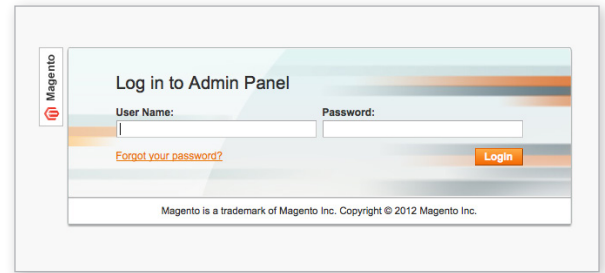 Magento
Log in to Admin Panel
User Name:
Password:
Forgot your password?
Login
Magento is a trademark of Magento Inc. Copyright © 2012 Magento Inc.